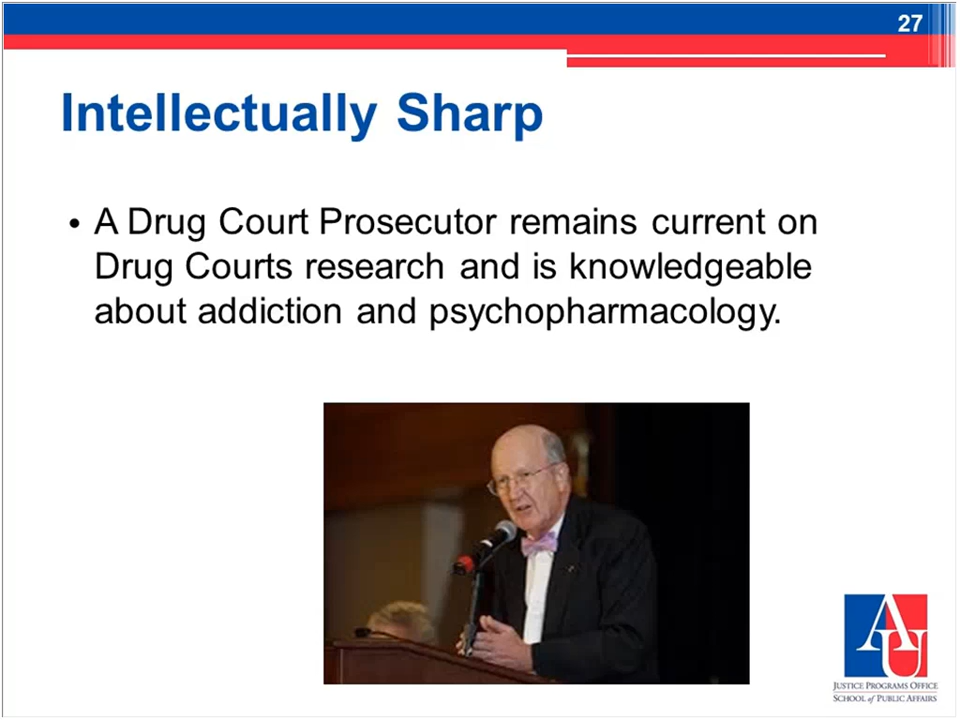 27
Intellectually Sharp
• A Drug Court Prosecutor remains current on
Drug Courts research and is knowledgeable
about addiction and psychopharmacology.
AU
JUSTICE PROGRAMS OFFICE
SCHOOL of PUBLIC AFFAIRS